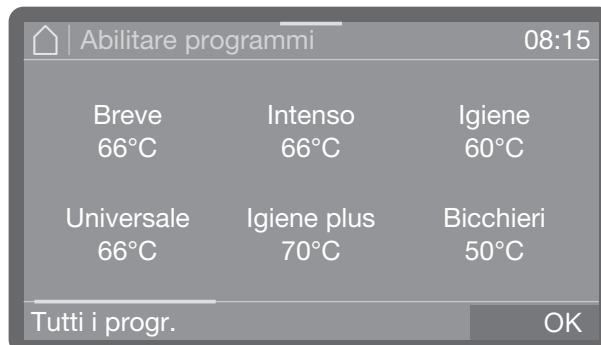 Abilitare programmi 08:15
Breve Intenso Igiene
66°C 66°C 60°C
Universale Igiene plus Bicchieri
66°C 70°C 50°C
Tutti i progr. OK